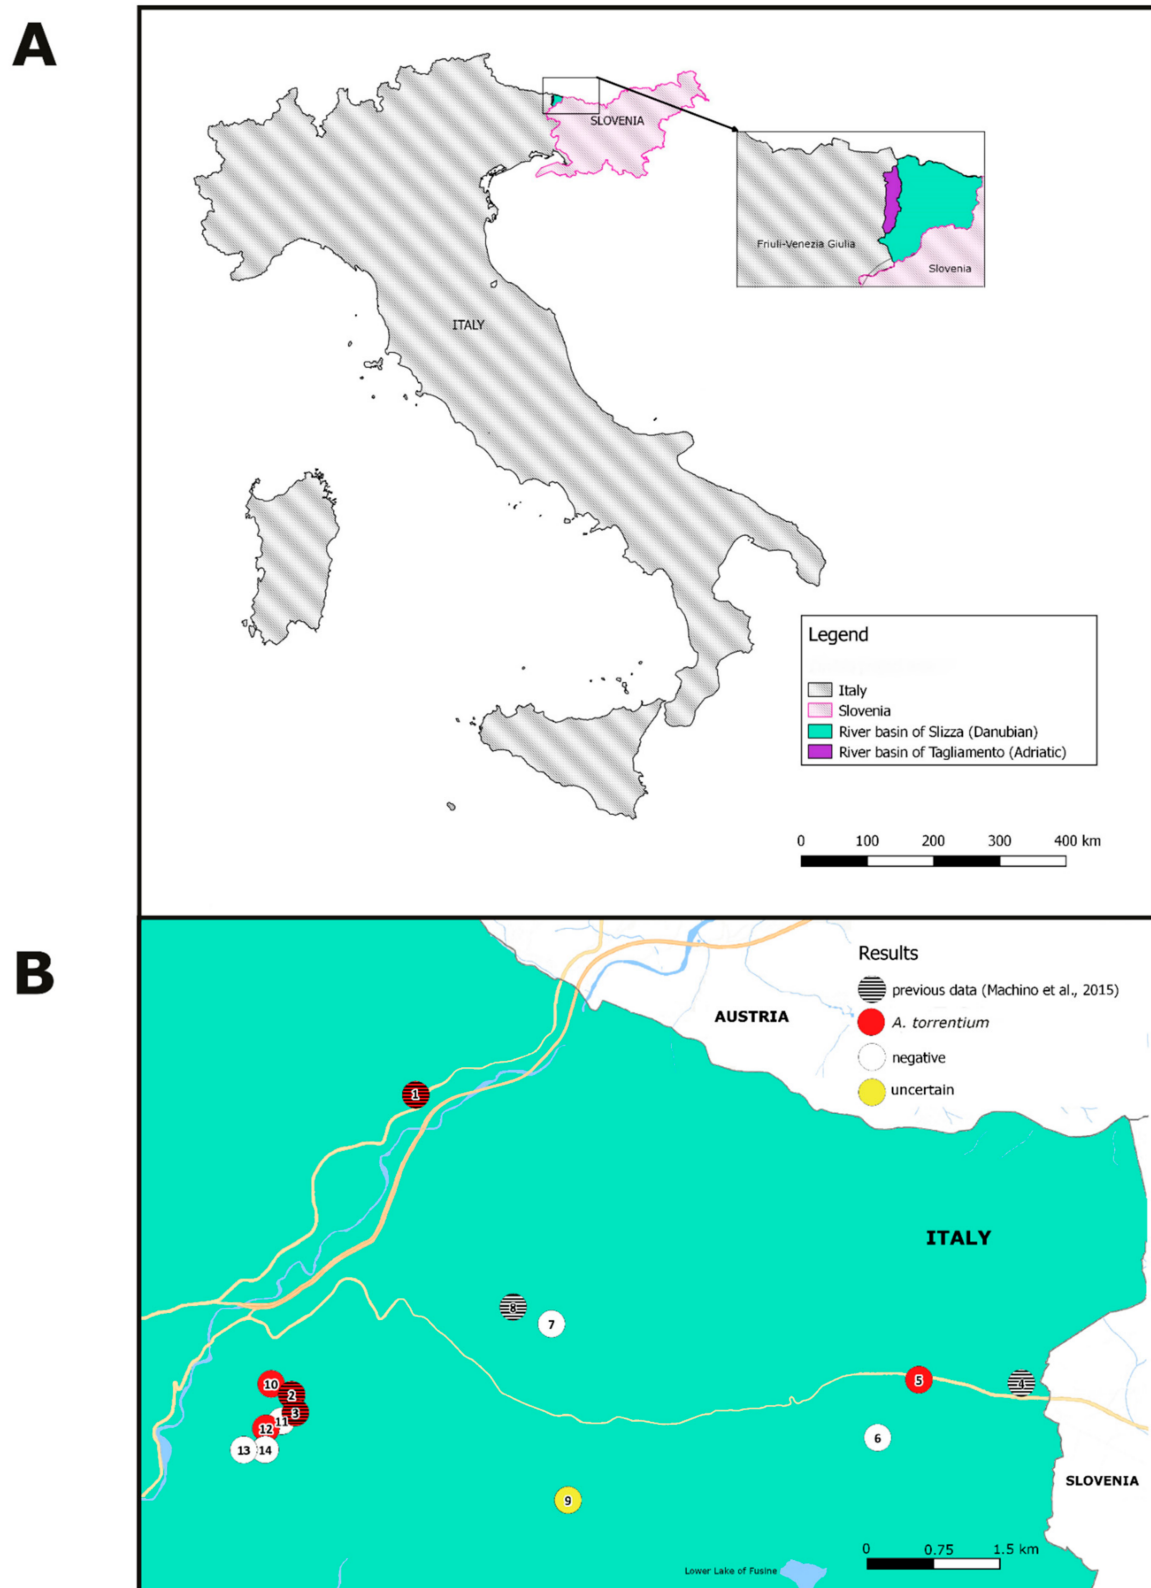 A
SLOVENIA
ITALY
Friuli-Venezia Giulia
Slovenia
Legend
Italy
Slovenia
River basin of Slizza (Danubian)
River basin of Tagliamento (Adriatic)
0 100 200 300 400 km
B
Results
previous data (Machino et al., 2015)
A. torrentium
negative
uncertain
AUSTRIA
1
ITALY
8
7
10
2
3
11
12
13
14
5
4
6
9
SLOVENIA
0 0.75 1.5 km
Lower Lake of Fusine